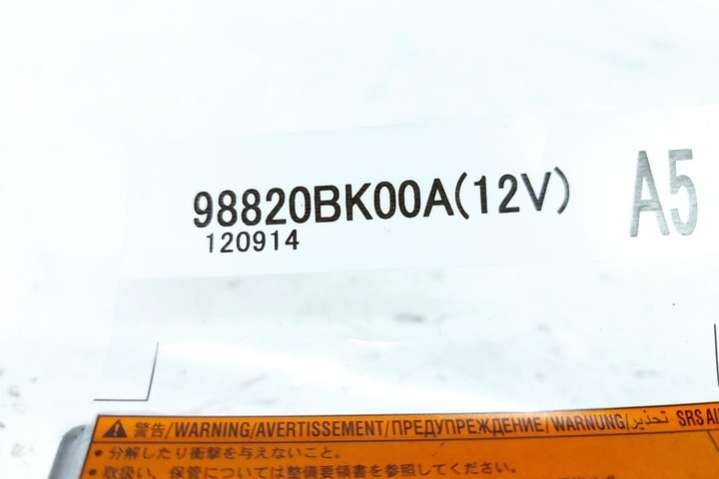 98820BK00A(12V)
A5
120914
警告/WARNING/AVERTISSEMENT/ПРЕДУПРЕЖДЕНИЕ/WARNUNG/تحذير SRS
・分解したり衝撃を与えないこと。
・取扱い、保管については整備要領書を参照してください。